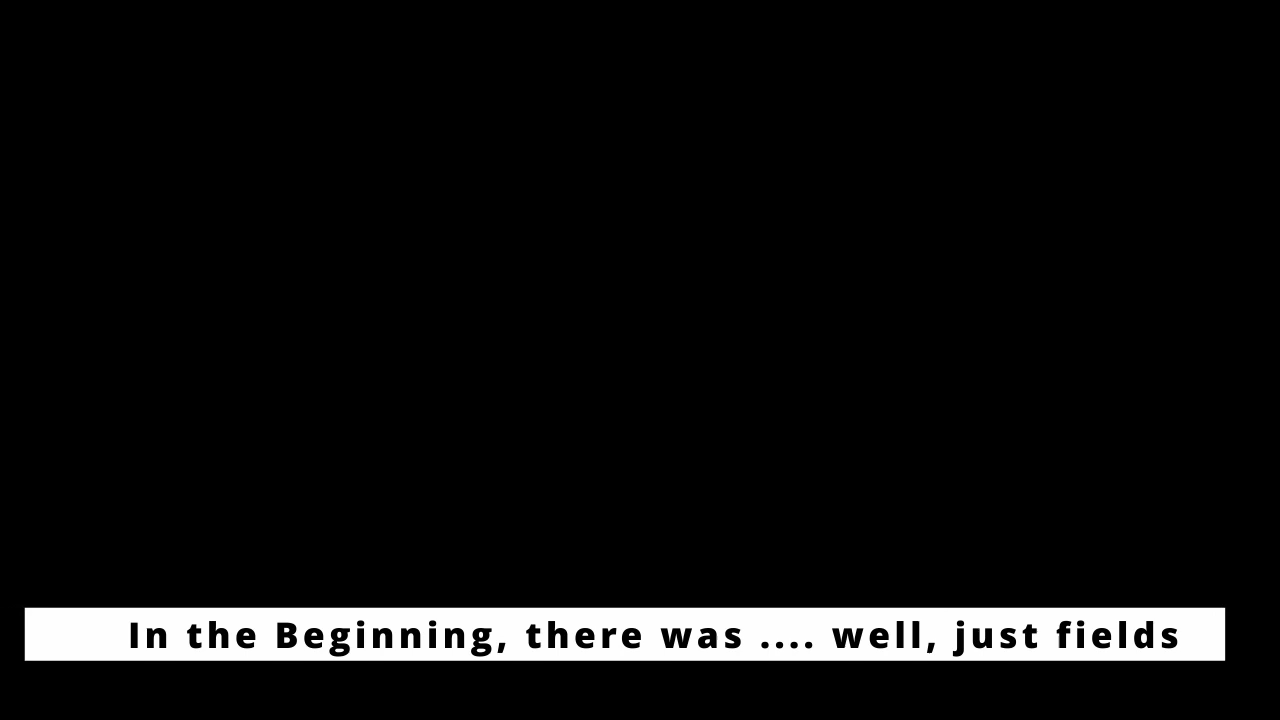 In the Beginning, there was .... well, just fields